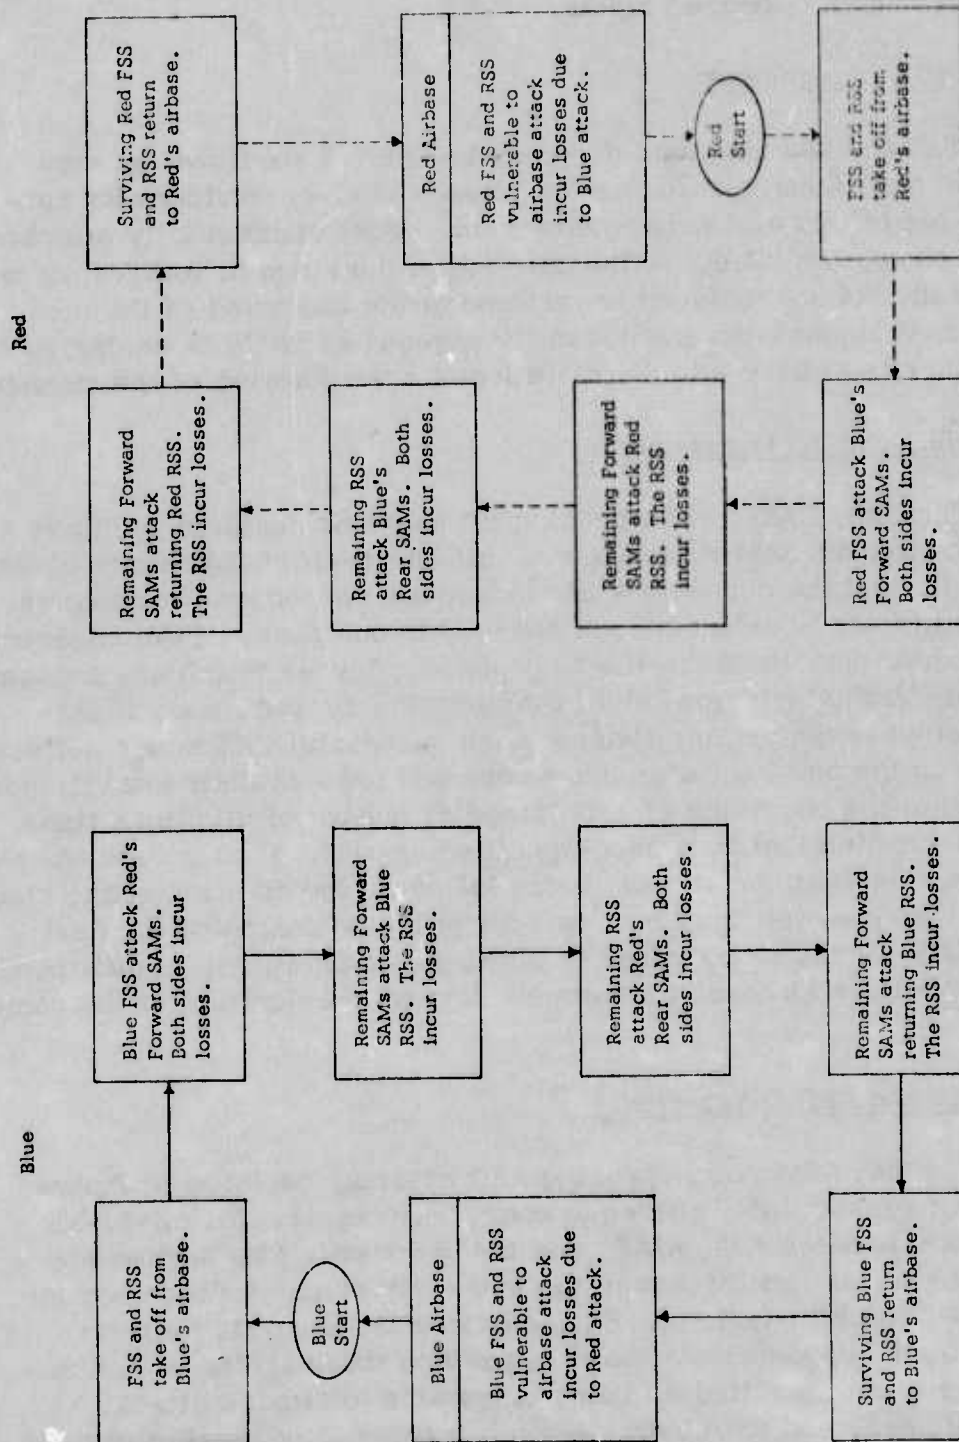 Blue
FSS and RSS
take off from
Blue's airbase.
Blue
Start
Blue Airbase
Blue FSS and RSS
vulnerable to
airbase attack
incur losses due
to Red attack.
Surviving Blue FSS
and RSS return
to Blue's airbase.
Blue FSS attack Red's
Forward SAMs.
Both sides incur
losses.
Remaining Forward
SAMs attack Blue
RSS. The RSS
incur losses.
Remaining RSS
attack Red's
Rear SAMs. Both
sides incur losses.
Remaining Forward
SAMs attack
returning Blue RSS.
The RSS incur losses.
Red
Remaining Forward
SAMs attack
returning Red RSS.
The RSS incur losses.
Remaining RSS
attack Blue's
Rear SAMs. Both
sides incur losses.
Remaining Forward
SAMs attack Red
RSS. The RSS
incur losses.
Red FSS attack Blue's
Forward SAMs.
Both sides incur
losses.
Surviving Red FSS
and RSS return
to Red's airbase.
Red Airbase
Red FSS and RSS
vulnerable to
airbase attack
incur losses due
to Blue attack.
Red
Start
FSS and RSS
take off from
Red's airbase.